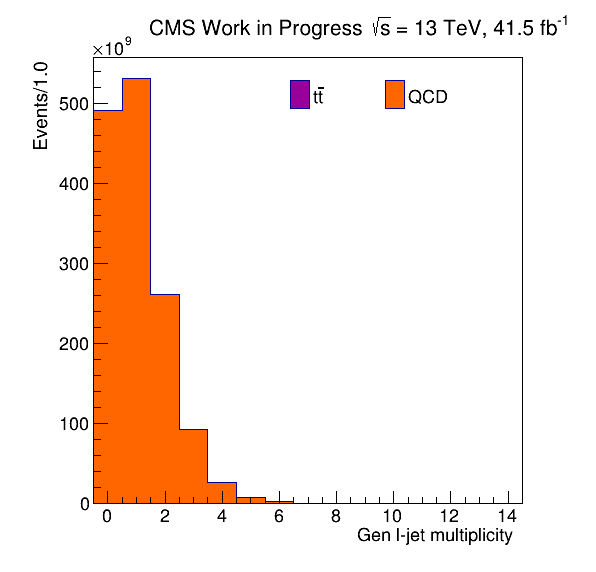 CMS Work in Progress √s = 13 TeV, 41.5 fb⁻¹
×10⁹
Events/1.0
tt̄
QCD
500
400
300
200
100
0
0 2 4 6 8 10 12 14
Gen l-jet multiplicity